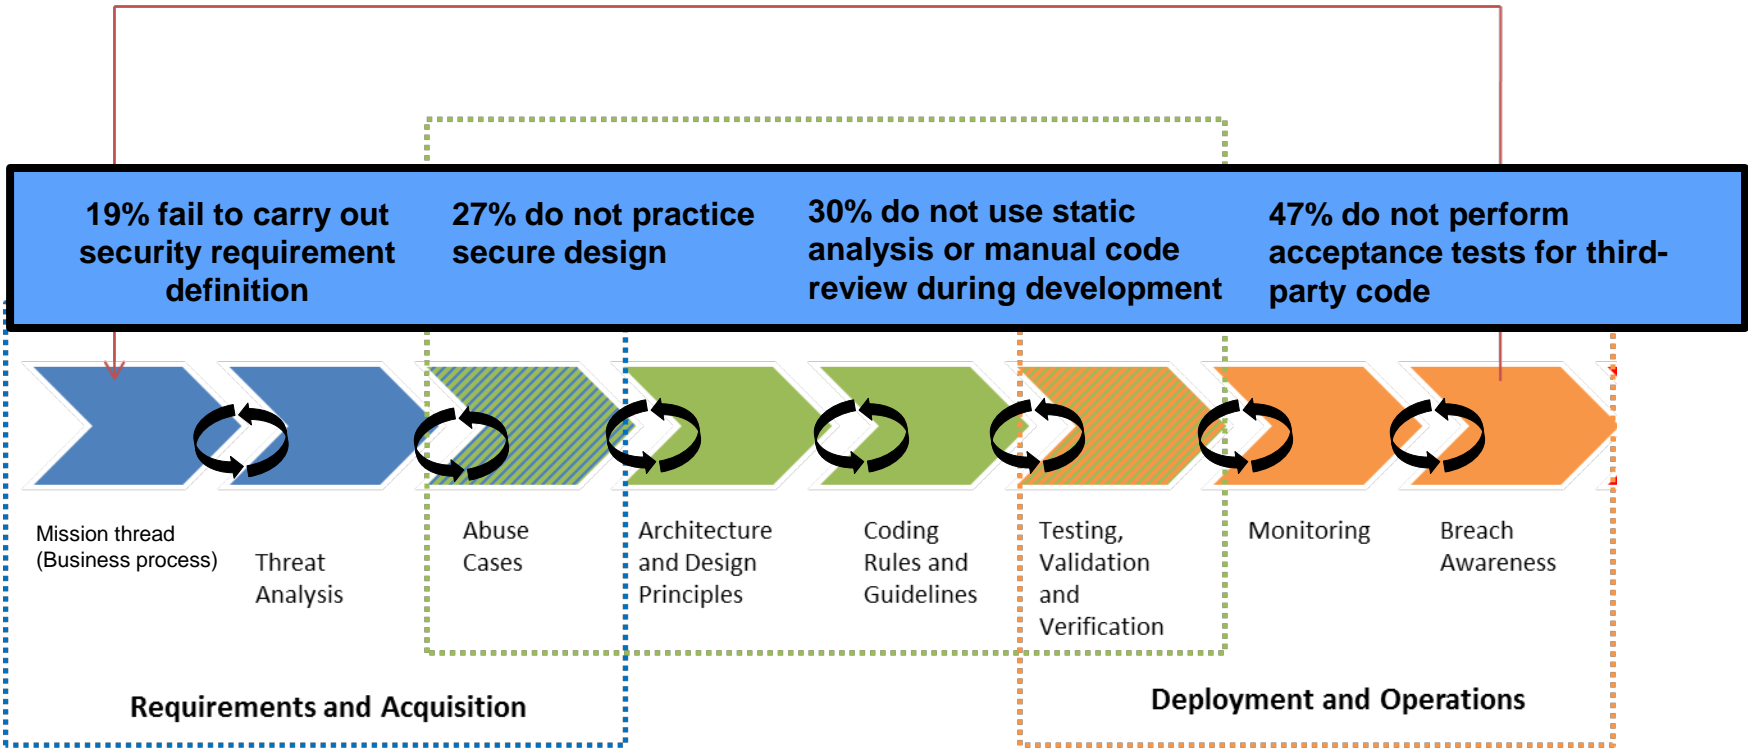 19% fail to carry out
security requirement
definition
27% do not practice
secure design
30% do not use static
analysis or manual code
review during development
47% do not perform
acceptance tests for third-
party code
Mission thread
(Business process)
Threat
Analysis
Abuse
Cases
Architecture
and Design
Principles
Coding
Rules and
Guidelines
Testing,
Validation
and
Verification
Monitoring
Breach
Awareness
Requirements and Acquisition
Deployment and Operations